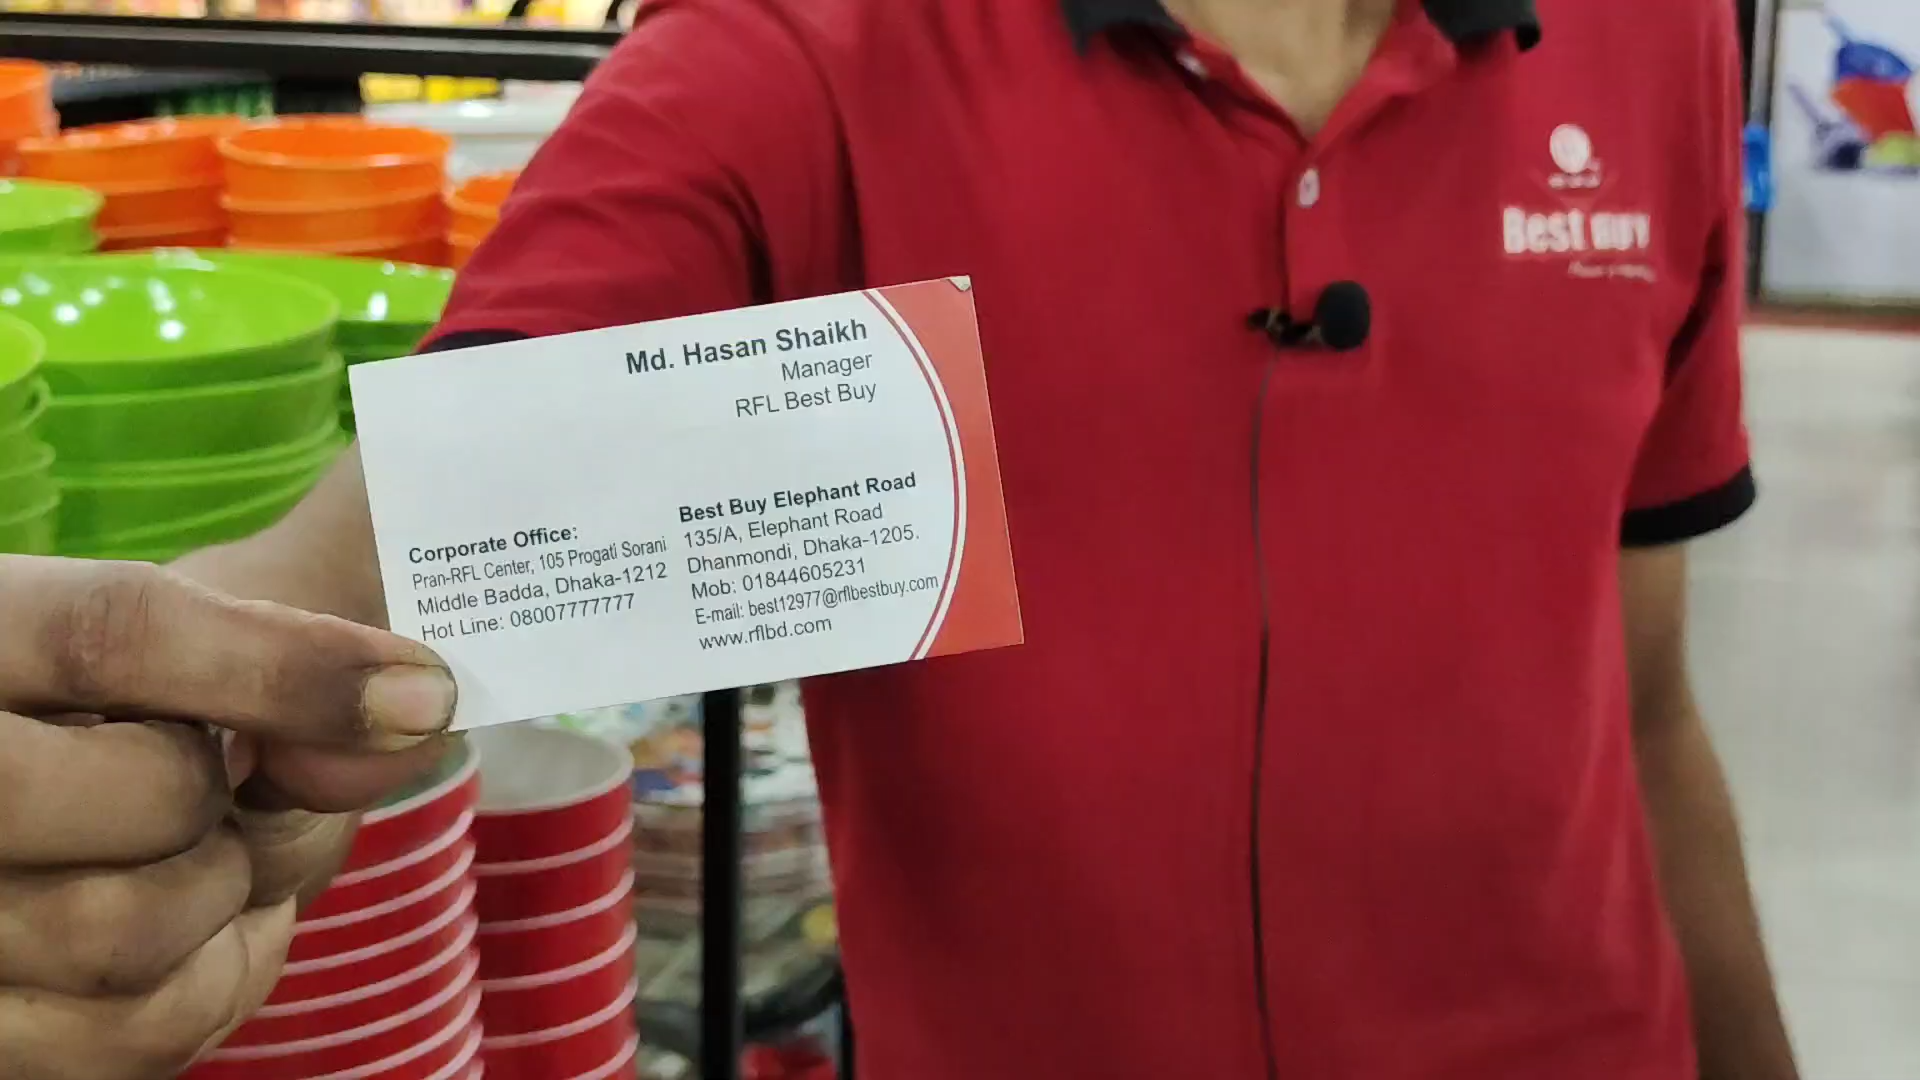 Md. Hasan Shaikh
Manager
RFL Best Buy
Corporate Office:
Pran-RFL Center, 105 Progati Sorani
Middle Badda, Dhaka-1212
Hot Line: 08007777777
Best Buy Elephant Road
135/A, Elephant Road
Dhanmondi, Dhaka-1205.
Mob: 01844605231
E-mail: best12977@rflbestbuy.com
www.rflbd.com
Best Buy